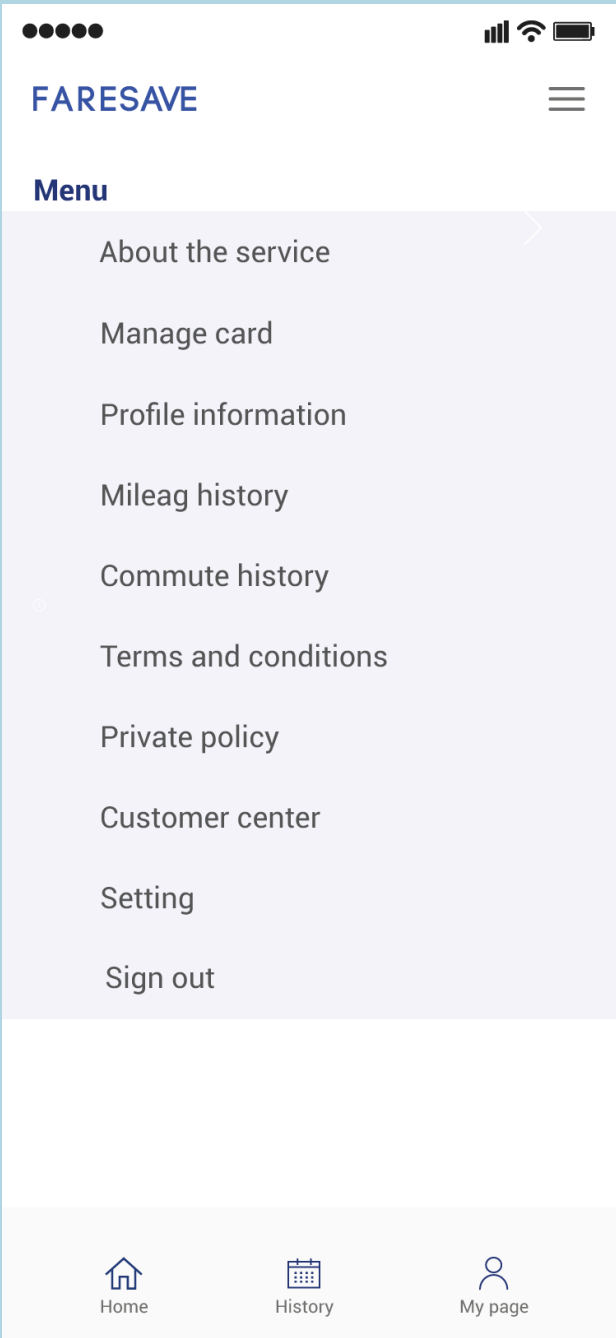 FARESAVE
Menu
About the service
Manage card
Profile information
Mileag history
Commute history
Terms and conditions
Private policy
Customer center
Setting
Sign out
Home
History
My page